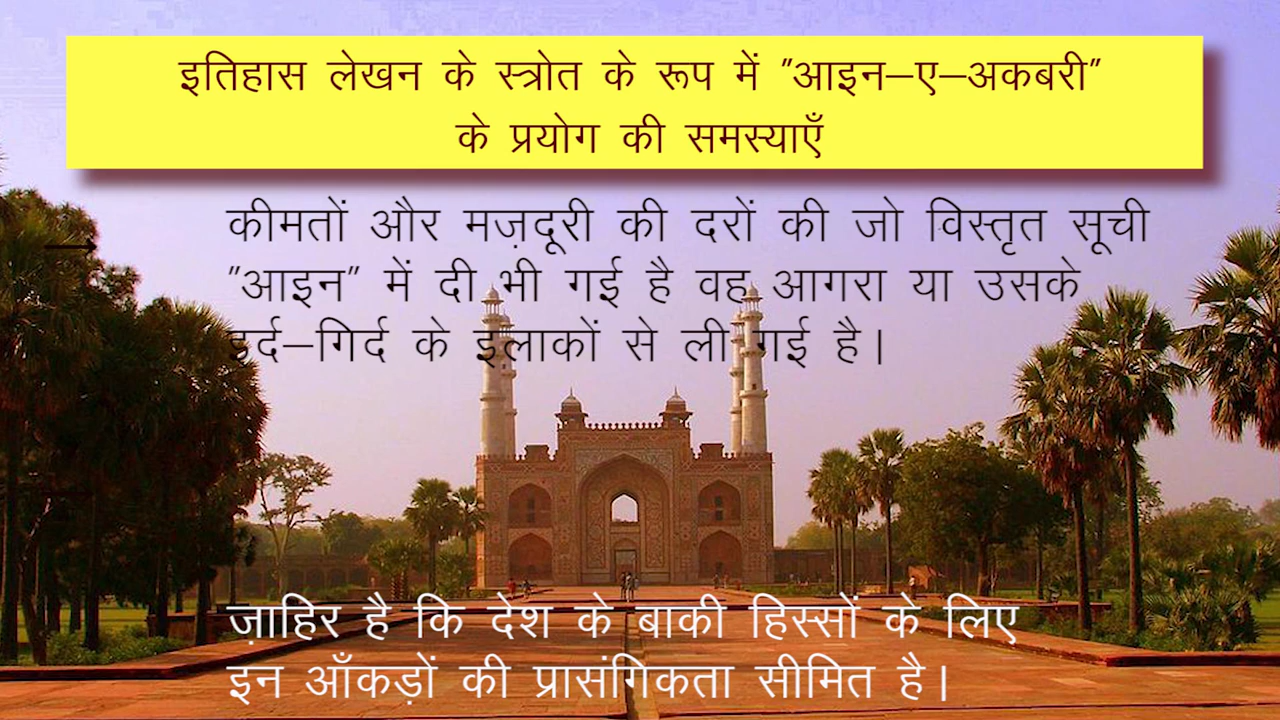 इतिहास लेखन के स्त्रोत के रूप में "आइन–ए–अकबरी"
के प्रयोग की समस्याएँ
कीमतों और मज़दूरी की दरों की जो विस्तृत सूची
"आइन" में दी भी गई है वह आगरा या उसके
इर्द–गिर्द के इलाकों से ली गई है।
ज़ाहिर है कि देश के बाकी हिस्सों के लिए
इन आँकड़ों की प्रासंगिकता सीमित है।